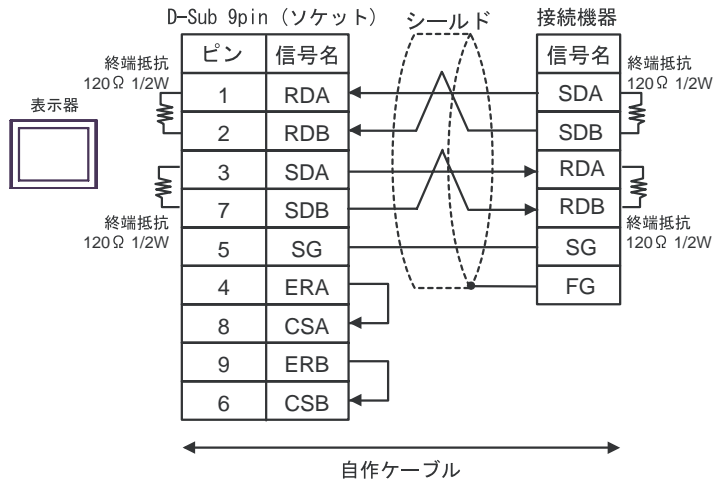 D-Sub 9pin (ソケット)
シールド
接続機器
ピン 信号名
信号名
終端抵抗
120Ω 1/2W
終端抵抗
120Ω 1/2W
表示器
1 RDA
SDA
2 RDB
SDB
3 SDA
RDA
7 SDB
RDB
終端抵抗
120Ω 1/2W
終端抵抗
120Ω 1/2W
5 SG
SG
4 ERA
FG
8 CSA
9 ERB
6 CSB
自作ケーブル